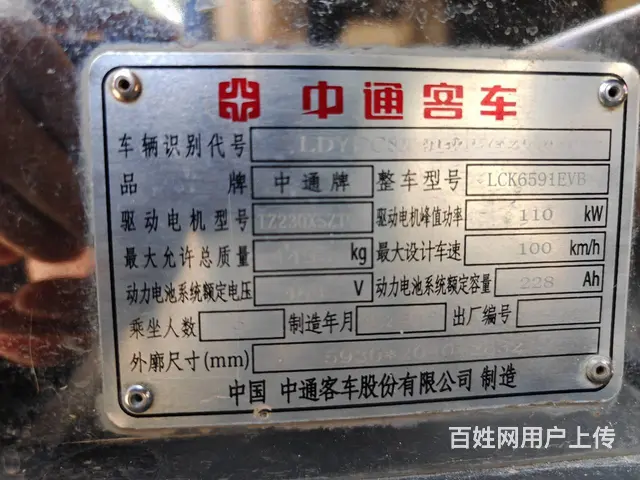 中通客车
车辆识别代号
品牌 中通牌 整车型号 LCK6591EVB
驱动电机型号 驱动电机峰值功率 110 kW
最大允许总质量 kg 最大设计车速 100 km/h
动力电池系统额定电压 V 动力电池系统额定容量 228 Ah
乘坐人数 制造年月 出厂编号
外廓尺寸(mm)
中国 中通客车股份有限公司 制造
百姓网用户上传